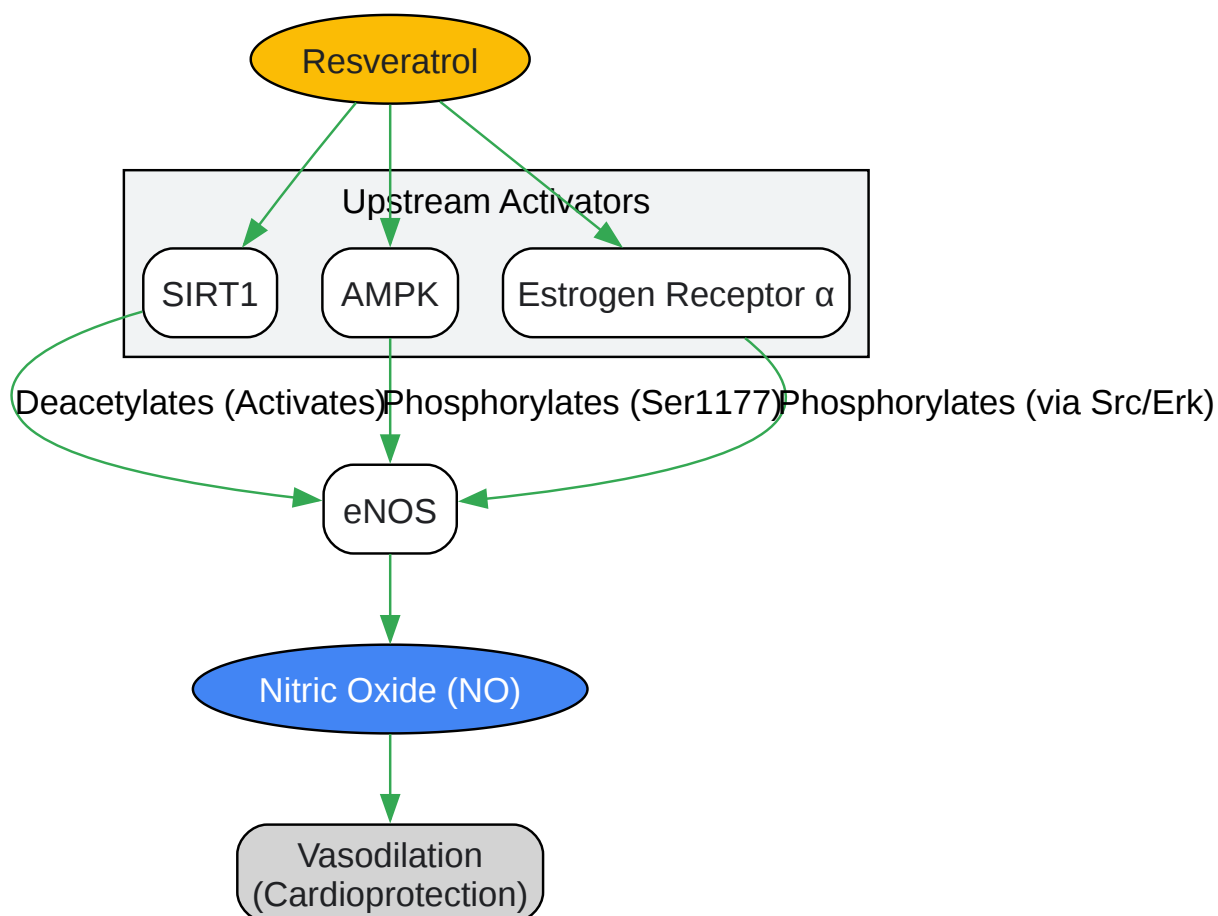 Resveratrol
Upstream Activators
SIRT1
AMPK
Estrogen Receptor α
Deacetylates (Activates)
Phosphorylates (Ser1177)
Phosphorylates (via Src/Erk)
eNOS
Nitric Oxide (NO)
Vasodilation
(Cardioprotection)